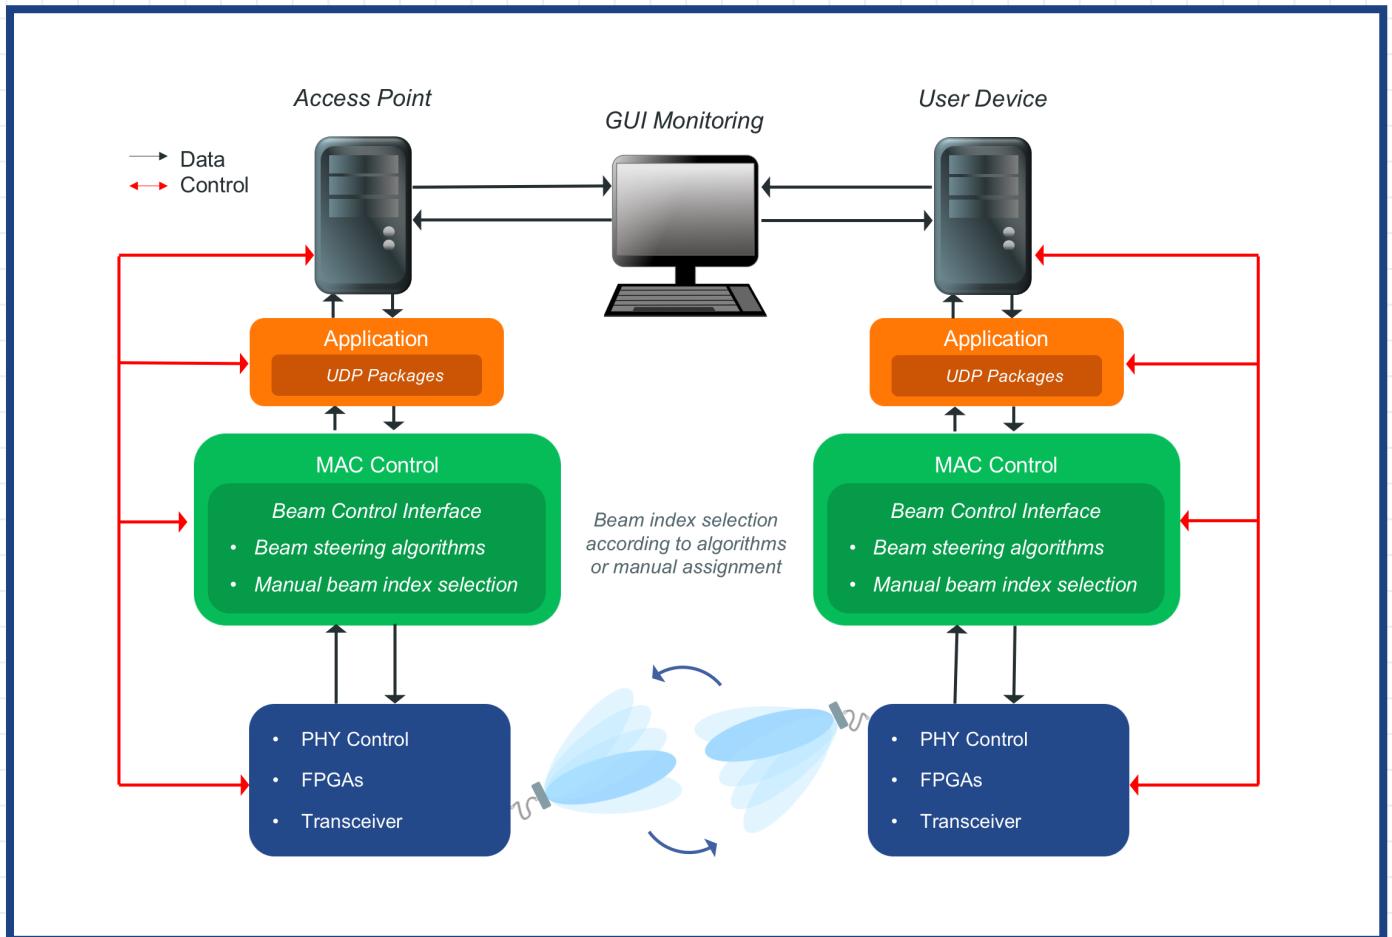 Access Point
GUI Monitoring
User Device
Data
Control
Application
UDP Packages
MAC Control
Beam Control Interface
• Beam steering algorithms
• Manual beam index selection
Beam index selection
according to algorithms
or manual assignment
Application
UDP Packages
MAC Control
Beam Control Interface
• Beam steering algorithms
• Manual beam index selection
• PHY Control
• FPGAs
• Transceiver
• PHY Control
• FPGAs
• Transceiver